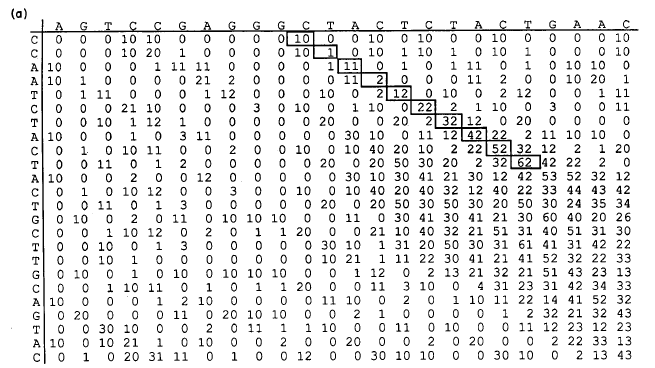 (a)
A G T C C G A G G G C T A C T C T A C T G A A C
C 0 0 0 10 10 0 0 0 0 0 10 0 0 10 0 10 0 0 10 0 0 0 0 10
C 0 0 0 10 20 1 0 0 0 0 10 1 0 10 1 10 1 0 10 1 0 0 0 10
A 10 0 0 0 1 11 11 0 0 0 0 1 11 0 1 0 1 11 0 1 0 10 10 0
A 10 1 0 0 0 0 21 2 0 0 0 0 11 2 0 0 0 11 2 0 0 10 20 1
T 0 1 11 0 0 0 1 12 0 0 0 10 0 2 12 0 10 0 2 12 0 0 1 11
C 0 0 0 21 10 0 0 0 3 0 10 0 1 10 0 22 2 1 10 0 3 0 0 11
T 0 0 10 1 12 1 0 0 0 0 0 20 0 0 20 2 32 12 0 20 0 0 0 0
A 10 0 0 0 1 3 11 0 0 0 0 0 30 10 0 11 12 42 22 2 11 10 10 0
C 0 1 0 10 11 0 0 2 0 0 10 0 10 40 20 10 2 22 52 32 12 2 1 20
T 0 0 11 0 1 2 0 0 0 0 0 20 0 20 50 30 20 2 32 62 42 22 2 0
A 10 0 0 2 0 0 12 0 0 0 0 0 30 10 30 41 21 30 12 42 53 52 32 12
C 0 1 0 10 12 0 0 3 0 0 10 0 10 40 20 40 32 12 40 22 33 44 43 42
T 0 0 11 0 1 3 0 0 0 0 0 20 0 20 50 30 50 30 20 50 30 24 35 34
G 0 10 0 2 0 11 0 10 10 10 0 0 11 0 30 41 30 41 21 30 60 40 20 26
C 0 0 1 10 12 0 2 0 1 1 20 0 0 21 10 40 32 21 51 31 40 51 31 30
T 0 0 10 0 1 3 0 0 0 0 0 30 10 1 31 20 50 30 31 61 41 31 42 22
T 0 0 10 1 0 0 0 0 0 0 0 10 21 1 11 22 30 41 21 41 52 32 22 33
G 0 10 0 1 0 10 0 10 10 10 0 0 1 12 0 2 13 21 32 21 51 43 23 13
C 0 0 1 10 11 0 1 0 1 1 20 0 0 11 3 10 0 4 31 23 31 42 34 33
A 10 0 0 0 1 2 10 0 0 0 0 11 10 0 2 0 1 10 11 22 14 41 52 32
G 0 20 0 0 0 11 0 20 10 10 0 0 2 1 0 0 0 0 1 2 32 21 32 43
T 0 0 30 10 0 0 2 0 11 1 1 10 0 0 11 0 10 0 0 11 12 23 12 23
A 10 0 10 21 1 0 10 0 0 2 0 0 20 0 0 2 0 20 0 0 2 22 33 13
C 0 1 0 20 31 11 0 1 0 0 12 0 0 30 10 10 0 0 30 10 0 2 13 43